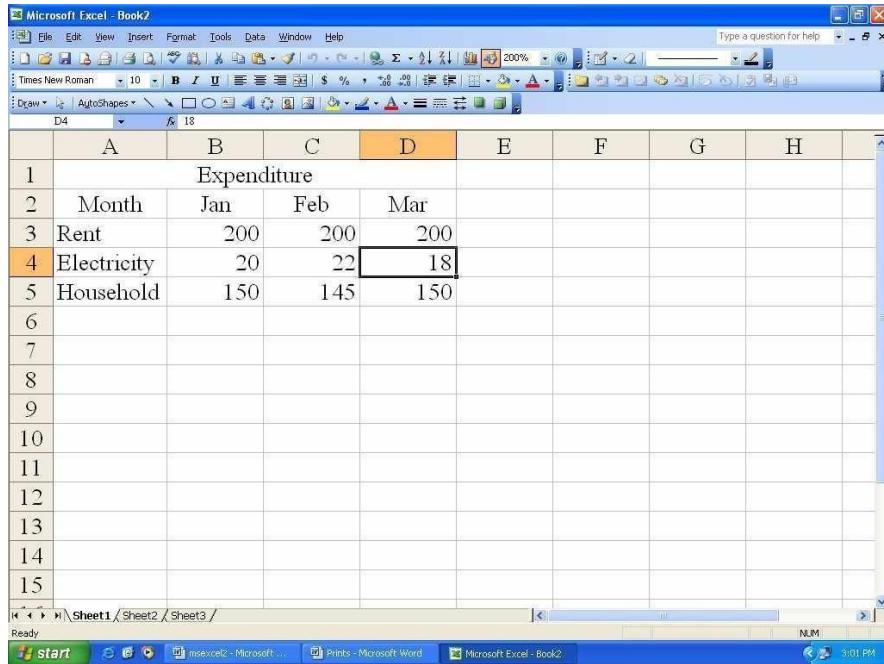 Microsoft Excel - Book2
File Edit View Insert Format Tools Data Window Help Type a question for help
200%
Times New Roman 10 B I U $ % ,
Draw AutoShapes
D4 fx 18
A B C D E F G H
1 Expenditure
2 Month Jan Feb Mar
3 Rent 200 200 200
4 Electricity 20 22 18
5 Household 150 145 150
6
7
8
9
10
11
12
13
14
15
Sheet1 Sheet2 Sheet3
Ready NUM
start msexcel2 - Microsoft ... Prints - Microsoft Word Microsoft Excel - Book2 3:01 PM